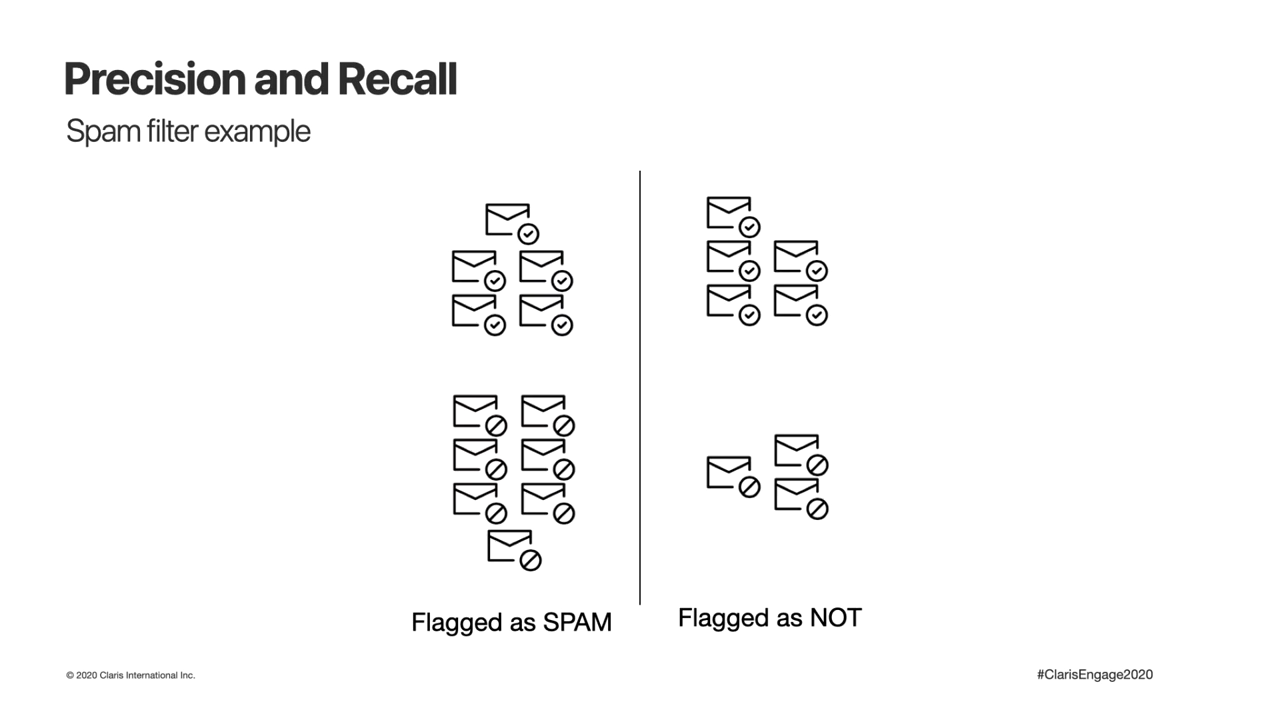 Precision and Recall
Spam filter example
Flagged as SPAM
Flagged as NOT
© 2020 Claris International Inc.
#ClarisEngage2020